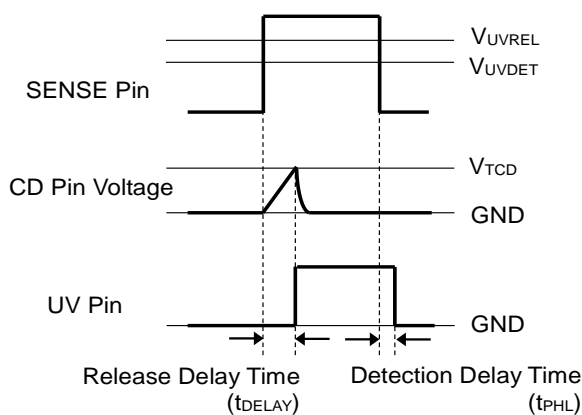 VUVREL
VUVDET
SENSE Pin
VTCD
CD Pin Voltage
GND
UV Pin
GND
Release Delay Time
(tDELAY)
Detection Delay Time
(tPHL)